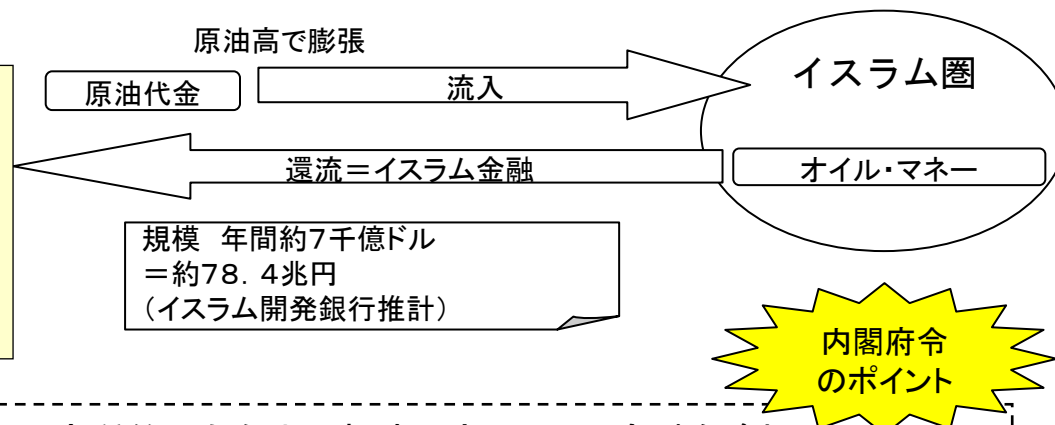 原油高で膨張
原油代金
流入
イスラム圏
還流＝イスラム金融
オイル・マネー
規模　年間約７千億ドル
＝約７８．４兆円
（イスラム開発銀行推計）
内閣府令
のポイント